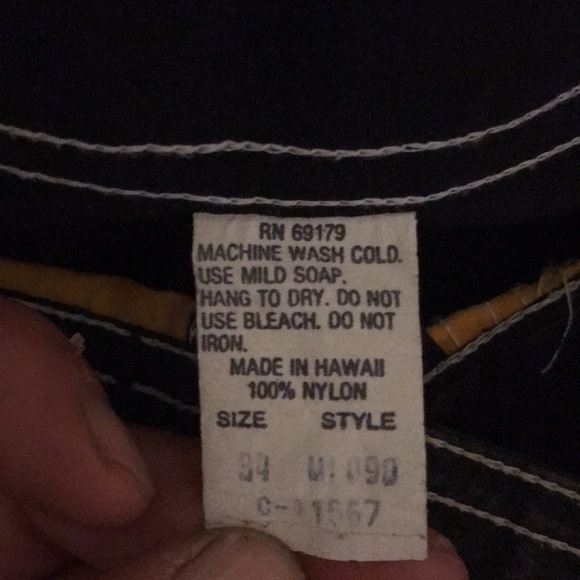 RN 69179
MACHINE WASH COLD.
USE MILD SOAP.
HANG TO DRY. DO NOT
USE BLEACH. DO NOT
IRON.
MADE IN HAWAII
100% NYLON
SIZE STYLE
34